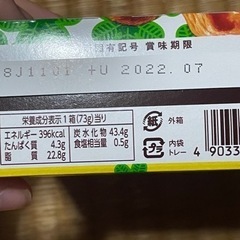 有記号 賞味期限
8J1101 +U 2022.07
栄養成分表示 1箱(73g)当り
エネルギー 396kcal
たんぱく質 4.3g
脂質 22.8g
炭水化物 43.4g
食塩相当量 0.5g
紙
外箱
プラ
内袋
トレー
4 9033